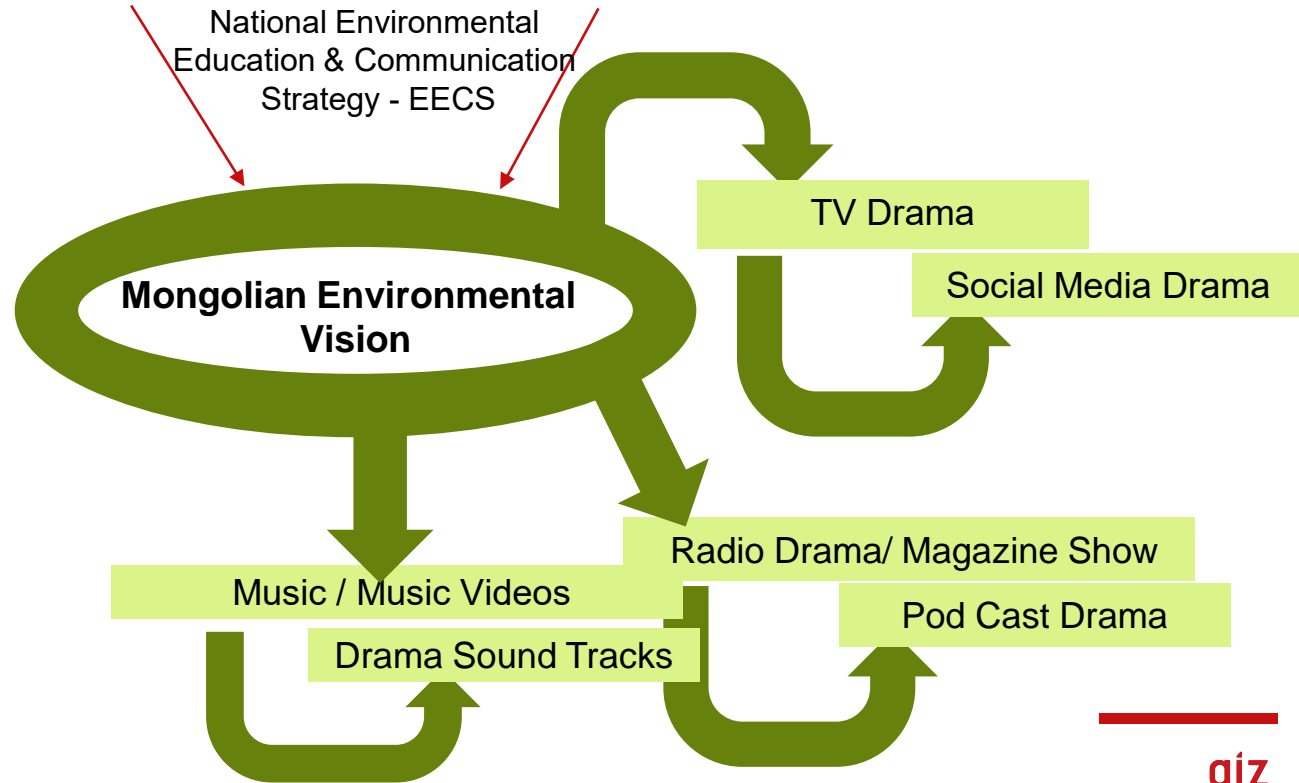 National Environmental
Education & Communication
Strategy - EECS
TV Drama
Social Media Drama
Mongolian Environmental
Vision
Radio Drama/ Magazine Show
Music / Music Videos
Pod Cast Drama
Drama Sound Tracks
giz